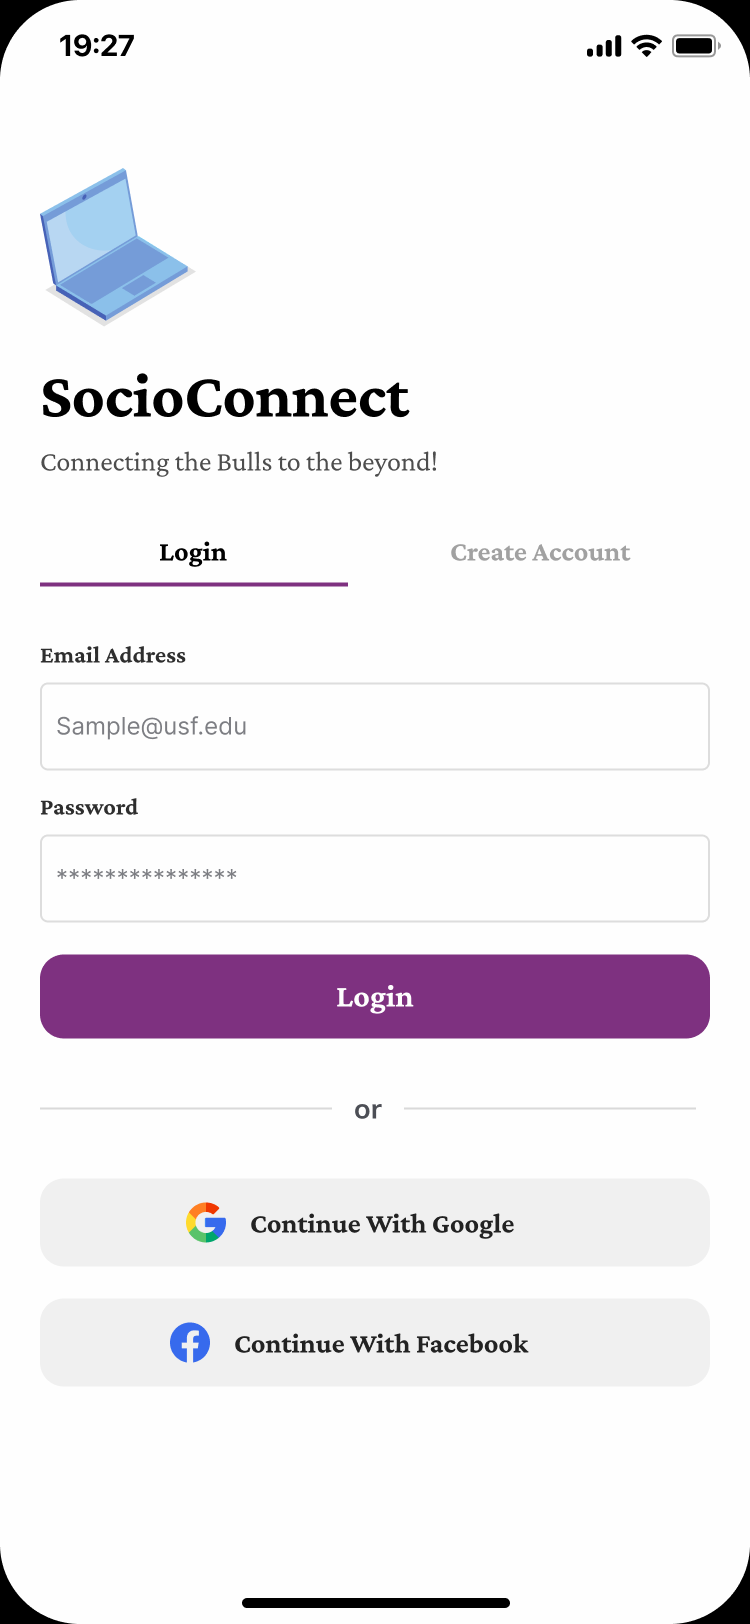 19:27
SocioConnect
Connecting the Bulls to the beyond!
Login
Create Account
Email Address
Sample@usf.edu
Password
***************
Login
or
Continue With Google
Continue With Facebook